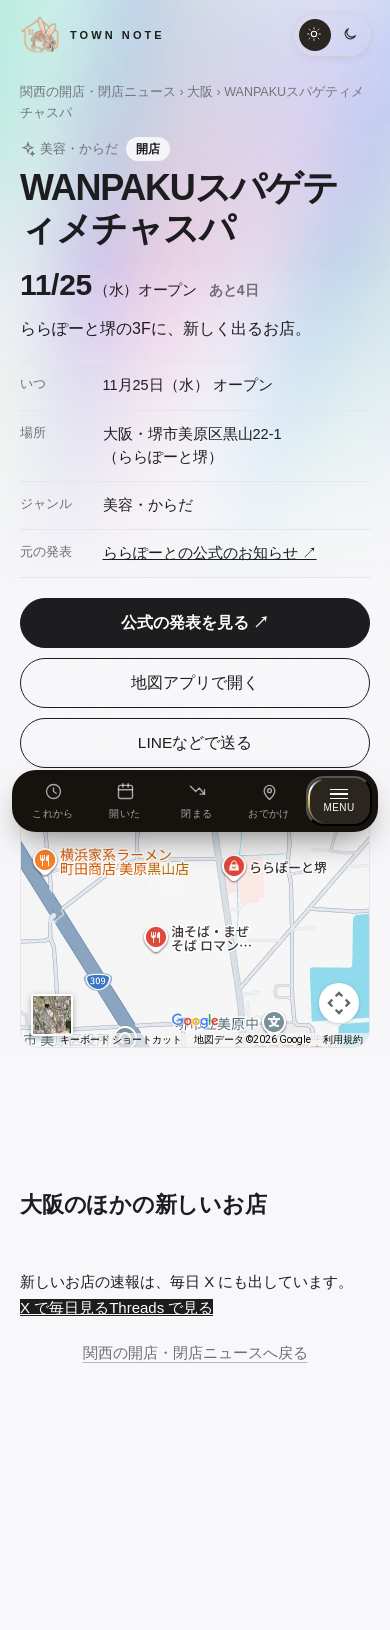 TOWN NOTE
関西の開店・閉店ニュース › 大阪 › WANPAKUスパゲティメ
チャスパ
美容・からだ 開店
WANPAKUスパゲテ
ィメチャスパ
11/25（水）オープン あと4日
ららぽーと堺の3Fに、新しく出るお店。
いつ 11月25日（水） オープン
場所 大阪・堺市美原区黒山22-1
（ららぽーと堺）
ジャンル 美容・からだ
元の発表 ららぽーとの公式のお知らせ ↗
公式の発表を見る ↗
地図アプリで開く
LINEなどで送る
これから 開いた 閉まる おでかけ MENU
横浜家系ラーメン
町田商店 美原黒山店
ららぽーと堺
油そば・まぜ
そば ロマン…
309
Google
美原中
キーボード ショートカット 地図データ ©2026 Google 利用規約
大阪のほかの新しいお店
新しいお店の速報は、毎日 X にも出しています。
X で毎日見るThreads で見る
関西の開店・閉店ニュースへ戻る